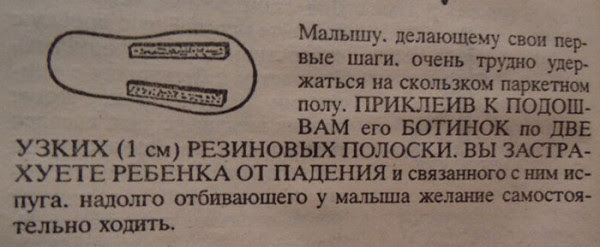 Малышу, делающему свои пер-
вые шаги, очень трудно удер-
жаться на скользком паркетном
полу. ПРИКЛЕИВ К ПОДОШ-
ВАМ его БОТИНОК по ДВЕ
УЗКИХ (1 см) РЕЗИНОВЫХ ПОЛОСКИ, ВЫ ЗАСТРА-
ХУЕТЕ РЕБЕНКА ОТ ПАДЕНИЯ и связанного с ним ис-
пуга, надолго отбивающего у малыша желание самостоя-
тельно ходить.